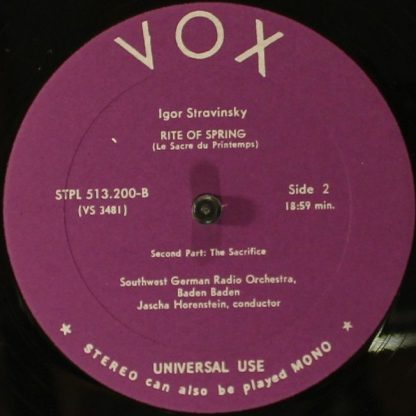 VOX
Igor Stravinsky
RITE OF SPRING
(Le Sacre du Printemps)
STPL 513.200-B
(VS 3481)
Side 2
18:59 min.
Second Part: The Sacrifice
Southwest German Radio Orchestra,
Baden Baden
Jascha Horenstein, conductor
UNIVERSAL USE
★ STEREO can also be played MONO ★